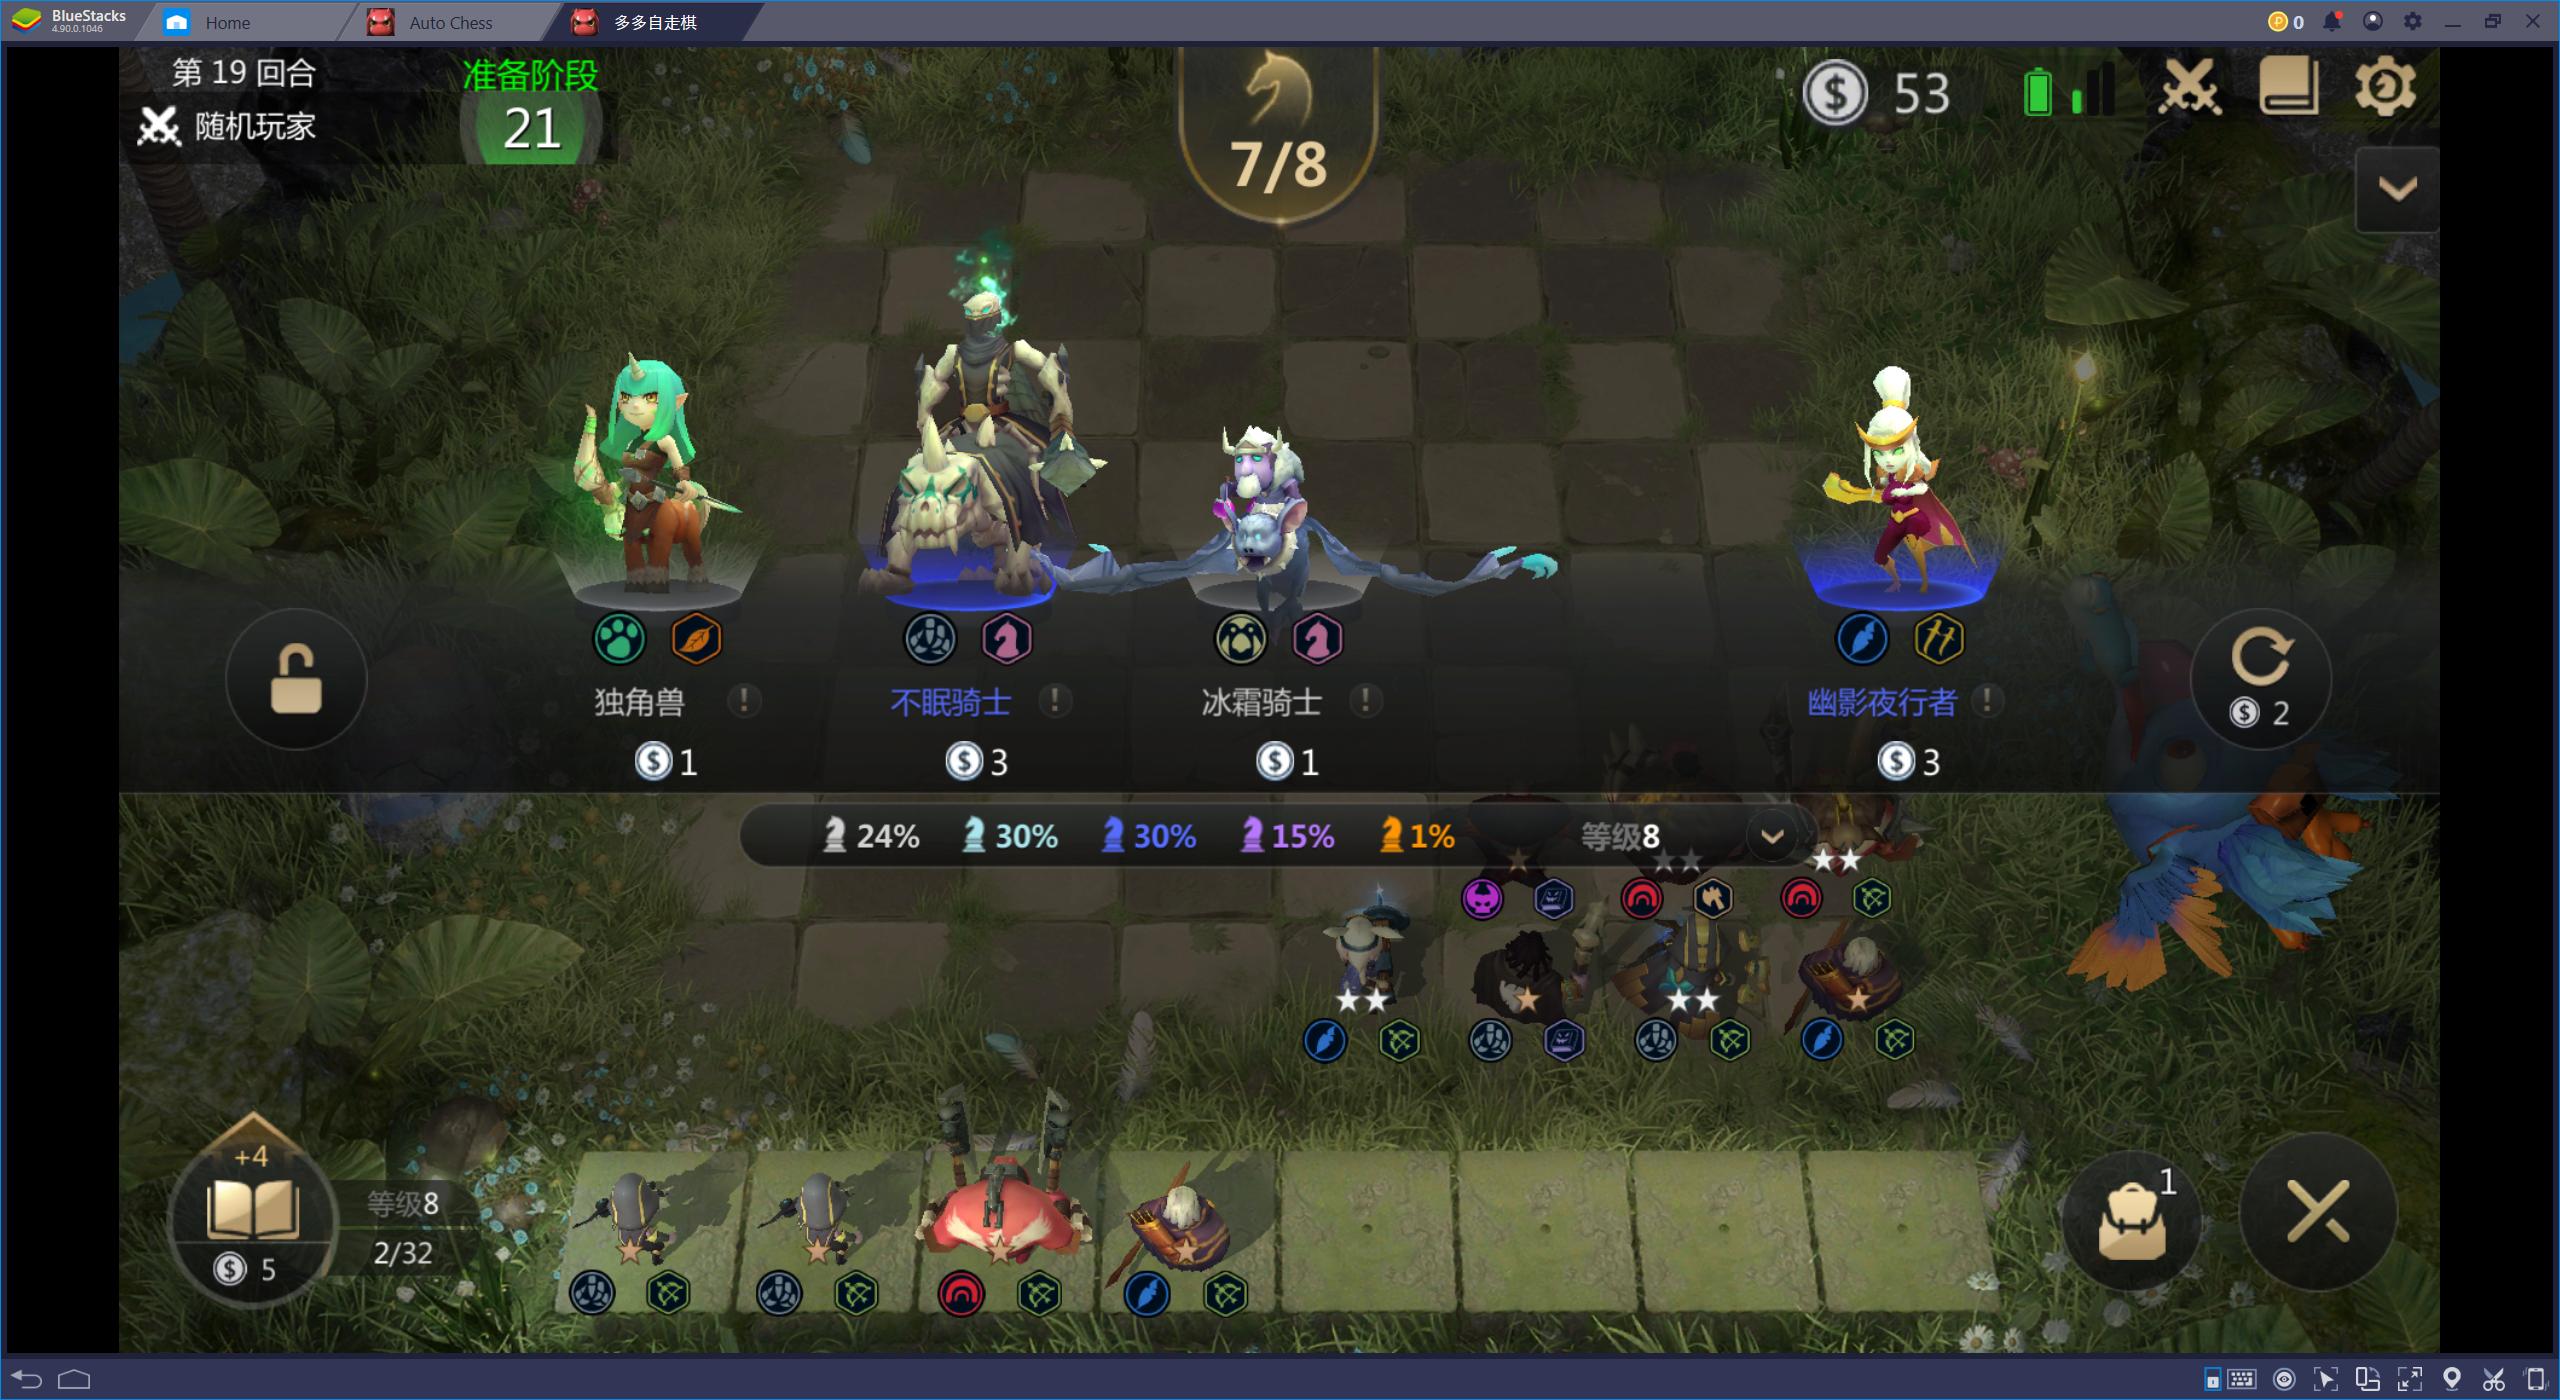 BlueStacks
4.90.0.1046
Home
Auto Chess
多多自走棋
0
第 19 回合
随机玩家
准备阶段
21
7/8
53
独角兽
1
不眠骑士
3
冰霜骑士
1
幽影夜行者
3
2
24% 30% 30% 15% 1% 等级8
+4
5
等级8
2/32
1